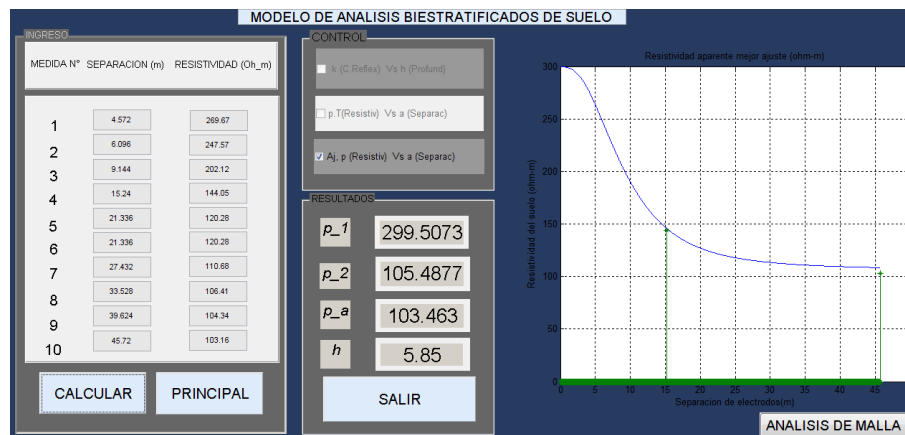 MODELO DE ANALISIS BIESTRATIFICADOS DE SUELO
INGRESO
MEDIDA N° SEPARACION (m) RESISTIVIDAD (Oh_m)
1 4.572 269.67
2 6.096 247.57
3 9.144 202.12
4 15.24 144.05
5 21.336 120.28
6 21.336 120.28
7 27.432 110.68
8 33.528 106.41
9 39.624 104.34
10 45.72 103.16
CALCULAR PRINCIPAL
CONTROL
k (C.Reflex) Vs h (Profund)
p.T(Resistiv) Vs a (Separac)
Aj, p (Resistiv) Vs a (Separac)
RESULTADOS
p_1 299.5073
p_2 105.4877
p_a 103.463
h 5.85
SALIR
Resistividad aparente mejor ajuste (ohm-m)
Resistividad del suelo (ohm-m)
300
250
200
150
100
50
0
0 5 10 15 20 25 30 35 40 45
Separacion de electrodos(m)
ANALISIS DE MALLA